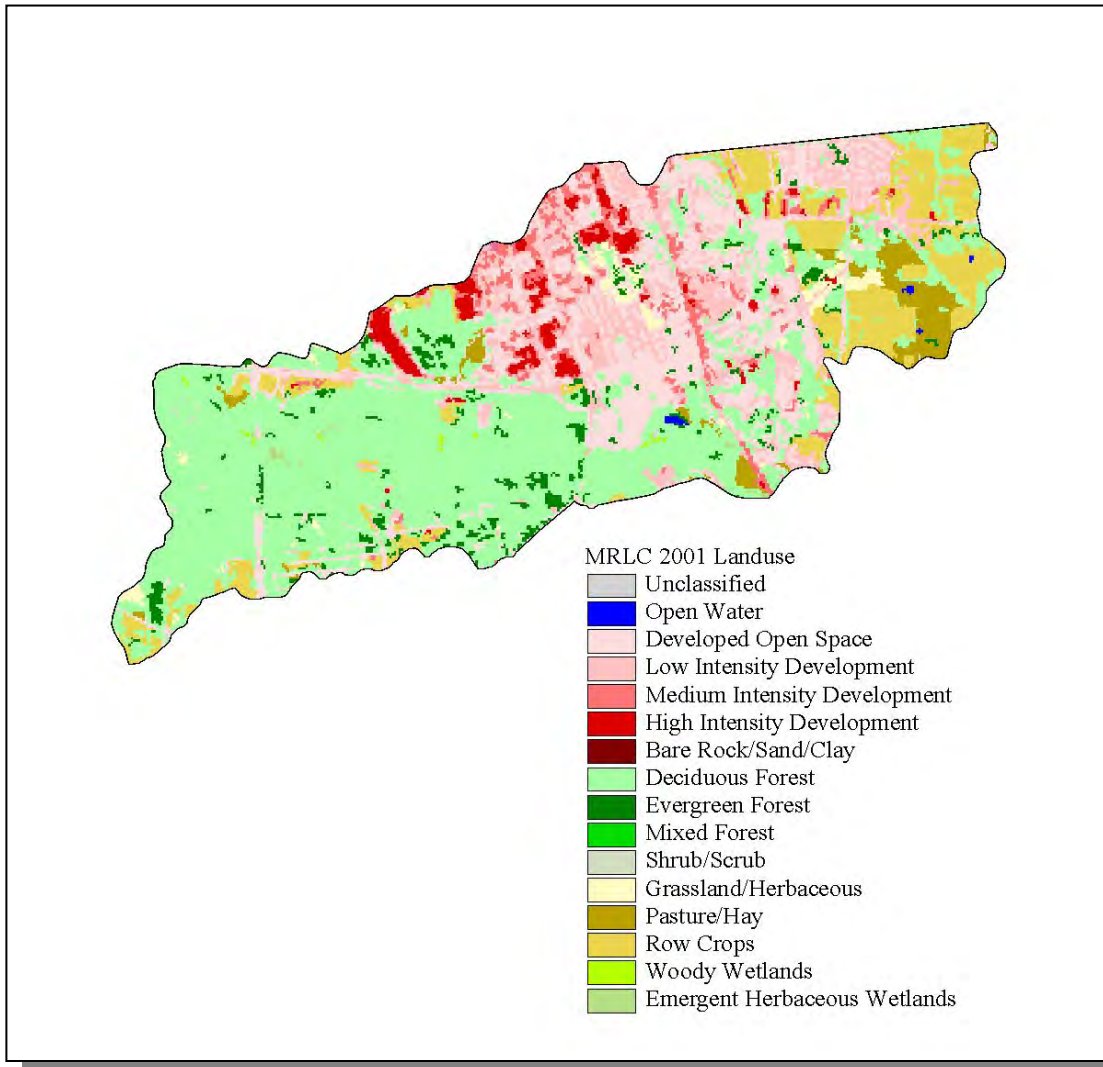 MRLC 2001 Landuse
Unclassified
Open Water
Developed Open Space
Low Intensity Development
Medium Intensity Development
High Intensity Development
Bare Rock/Sand/Clay
Deciduous Forest
Evergreen Forest
Mixed Forest
Shrub/Scrub
Grassland/Herbaceous
Pasture/Hay
Row Crops
Woody Wetlands
Emergent Herbaceous Wetlands